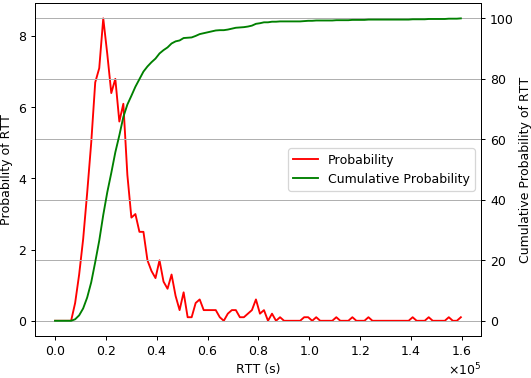 Probability of RTT
8
6
4
2
0
100
80
60
40
20
0
Cumulative Probability of RTT
Probability
Cumulative Probability
0.0 0.2 0.4 0.6 0.8 1.0 1.2 1.4 1.6
RTT (s)
×10⁵